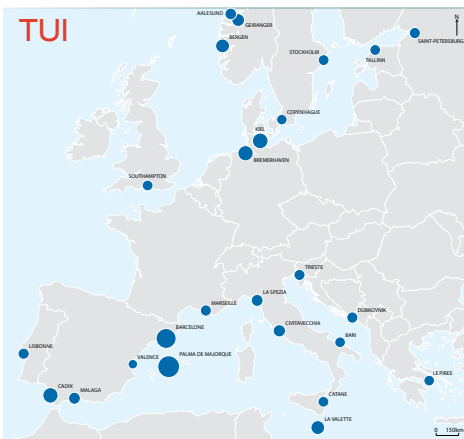 TUI
AALESUND
GEIRANGER
BERGEN
N
SAINT-PETERSBURG
STOCKHOLM
TALLINN
COPENHAGUE
KIEL
BREMERHAVEN
SOUTHAMPTON
TRIESTE
LA SPEZIA
MARSEILLE
DUBROVNIK
CIVITAVECCHIA
BARCELONE
BARI
LISBONNE
VALENCE
PALMA DE MAJORQUE
LE PIREE
CADIX
MALAGA
CATANE
LA VALETTE
0 150km